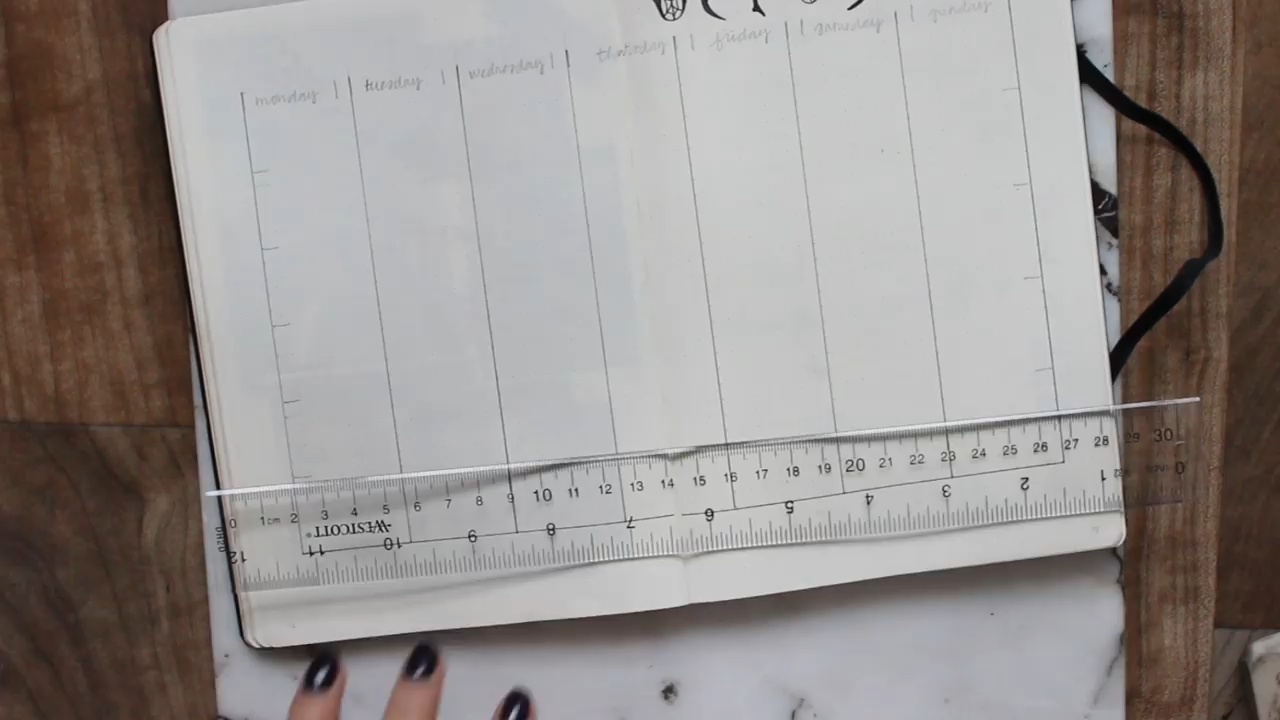 monday | tuesday | wednesday | thursday | friday | saturday | sunday
0 1cm 2 3 4 5 6 7 8 9 10 11 12 13 14 15 16 17 18 19 20 21 22 23 24 25 26 27 28 29 30
WESTCOTT®
12 11 10 9 8 7 6 5 4 3 2 1 0